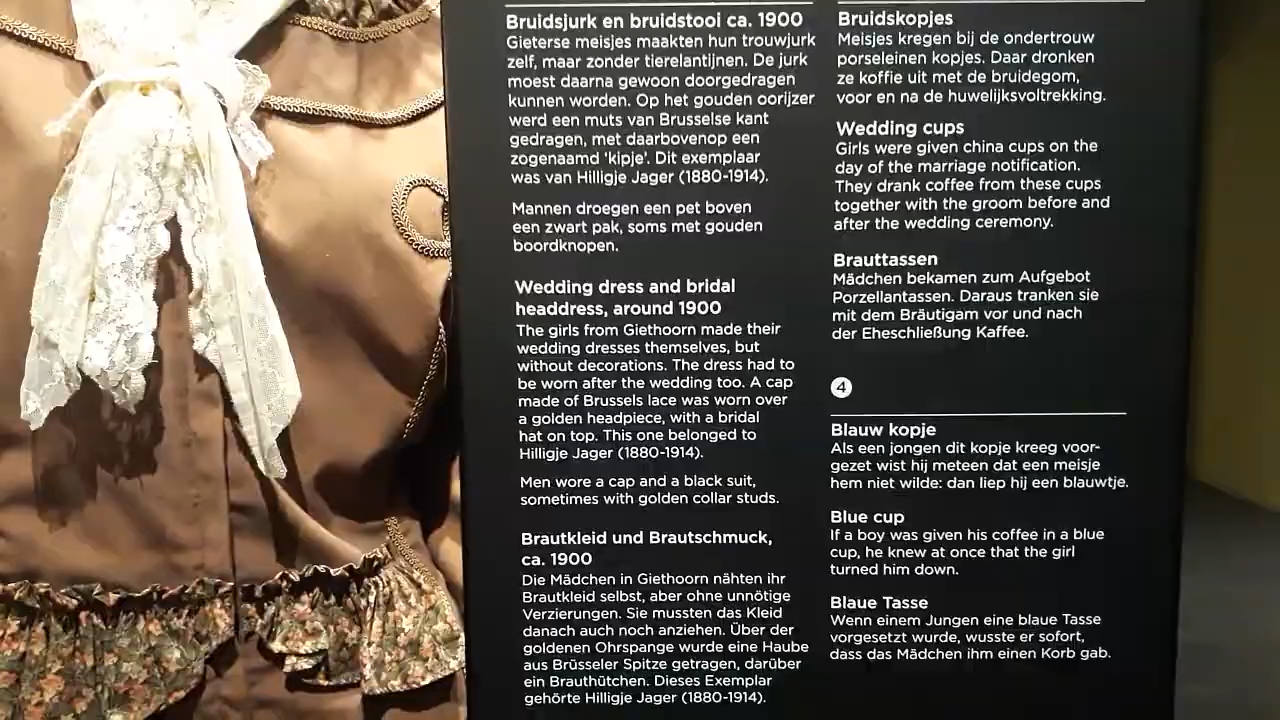 Bruidsjurk en bruidstooi ca. 1900
Gieterse meisjes maakten hun trouwjurk
zelf, maar zonder tierelantijnen. De jurk
moest daarna gewoon doorgedragen
kunnen worden. Op het gouden oorijzer
werd een muts van Brusselse kant
gedragen, met daarbovenop een
zogenaamd 'kipje'. Dit exemplaar
was van Hilligje Jager (1880-1914).
Mannen droegen een pet boven
een zwart pak, soms met gouden
boordknopen.
Wedding dress and bridal
headdress, around 1900
The girls from Giethoorn made their
wedding dresses themselves, but
without decorations. The dress had to
be worn after the wedding too. A cap
made of Brussels lace was worn over
a golden headpiece, with a bridal
hat on top. This one belonged to
Hilligje Jager (1880-1914).
Men wore a cap and a black suit,
sometimes with golden collar studs.
Brautkleid und Brautschmuck,
ca. 1900
Die Mädchen in Giethoorn nähten ihr
Brautkleid selbst, aber ohne unnötige
Verzierungen. Sie mussten das Kleid
danach auch noch anziehen. Über der
goldenen Ohrspange wurde eine Haube
aus Brüsseler Spitze getragen, darüber
ein Brauthütchen. Dieses Exemplar
gehörte Hilligje Jager (1880-1914).
Bruidskopjes
Meisjes kregen bij de ondertrouw
porseleinen kopjes. Daar dronken
ze koffie uit met de bruidegom,
voor en na de huwelijksvoltrekking.
Wedding cups
Girls were given china cups on the
day of the marriage notification.
They drank coffee from these cups
together with the groom before and
after the wedding ceremony.
Brauttassen
Mädchen bekamen zum Aufgebot
Porzellantassen. Daraus tranken sie
mit dem Bräutigam vor und nach
der Eheschließung Kaffee.
4
Blauw kopje
Als een jongen dit kopje kreeg voor-
gezet wist hij meteen dat een meisje
hem niet wilde: dan liep hij een blauwtje.
Blue cup
If a boy was given his coffee in a blue
cup, he knew at once that the girl
turned him down.
Blaue Tasse
Wenn einem Jungen eine blaue Tasse
vorgesetzt wurde, wusste er sofort,
dass das Mädchen ihm einen Korb gab.